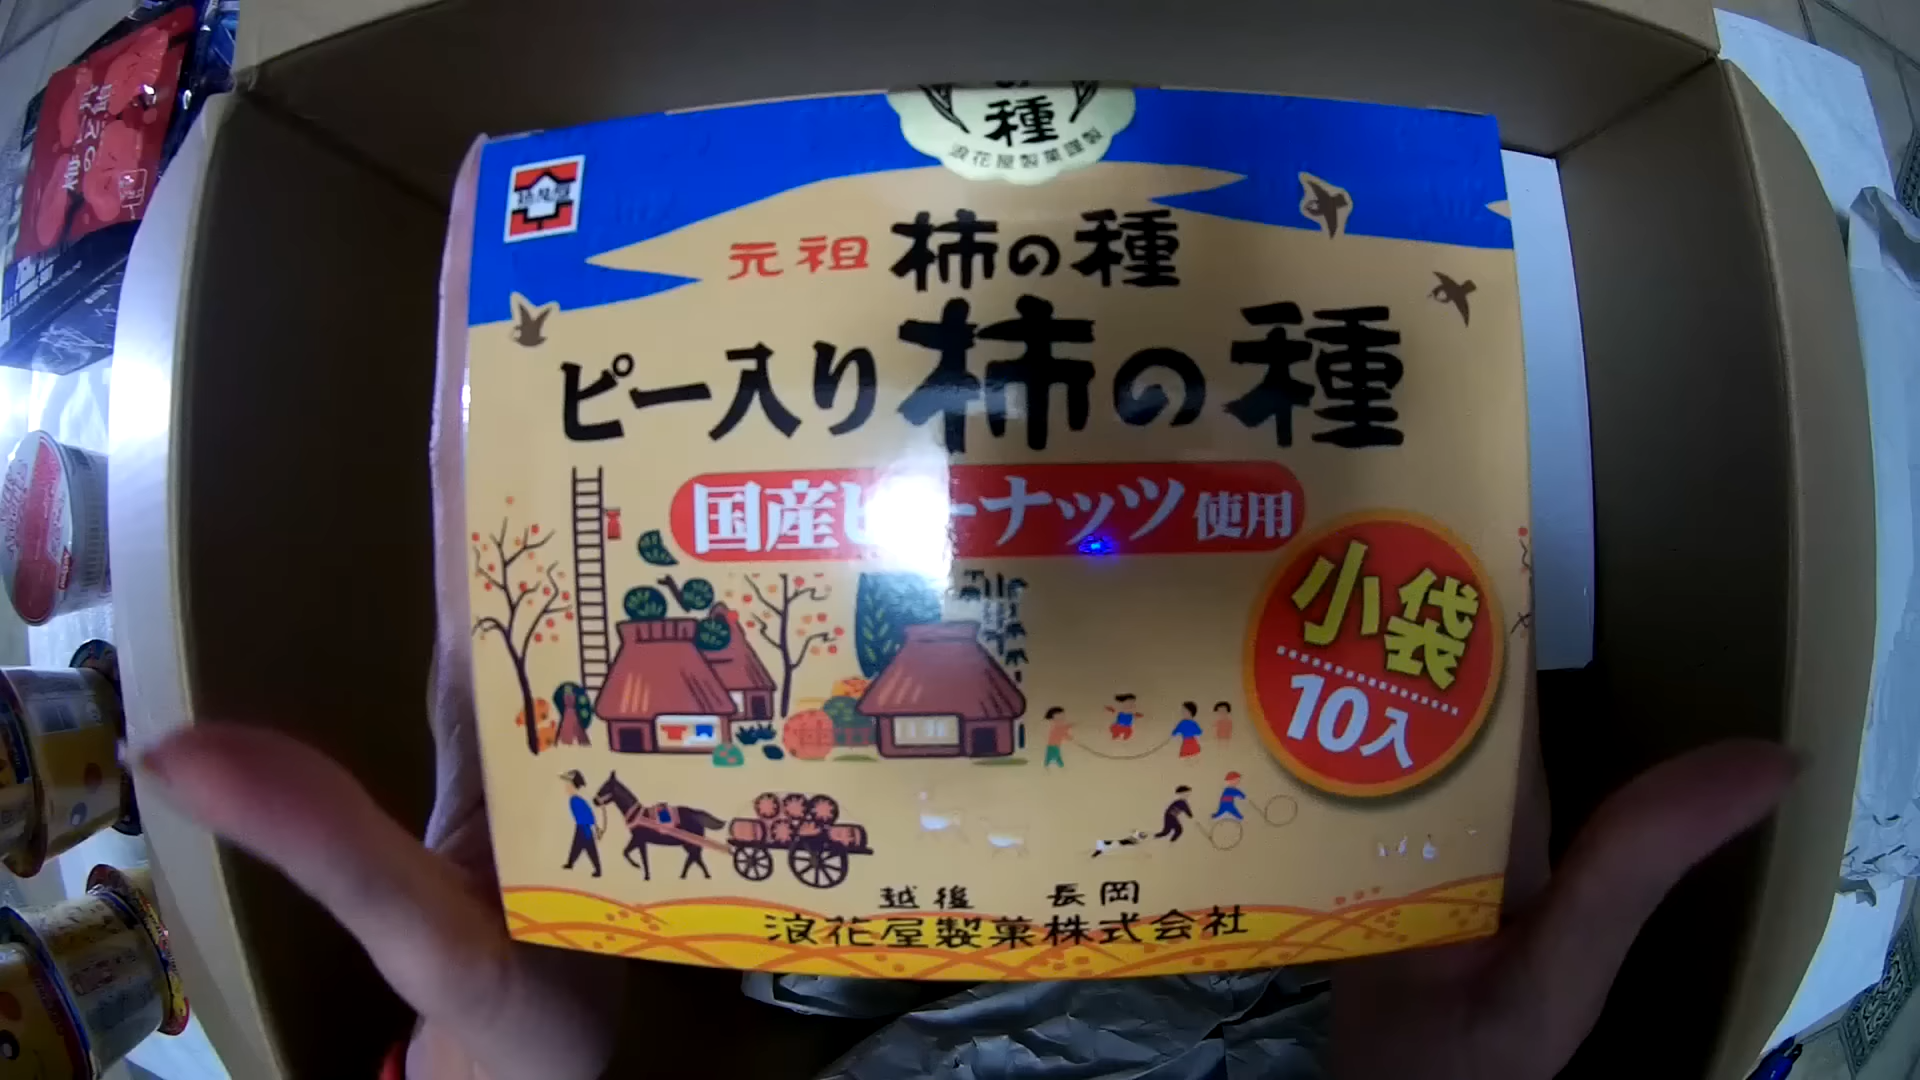 種
浪花屋製菓謹製
元祖 柿の種
ピー入り柿の種
国産ピーナッツ使用
小袋
10入
越後 長岡
浪花屋製菓株式会社